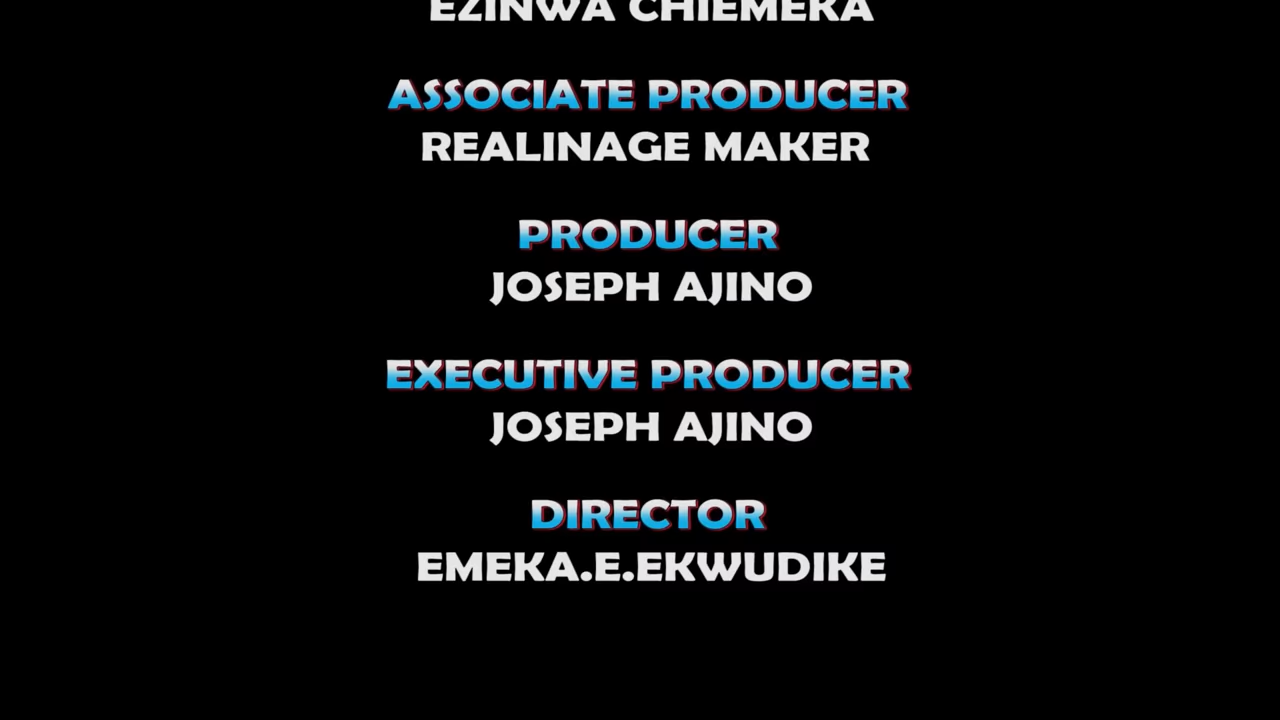 EZINWA CHIEMEKA
ASSOCIATE PRODUCER
REALINAGE MAKER
PRODUCER
JOSEPH AJINO
EXECUTIVE PRODUCER
JOSEPH AJINO
DIRECTOR
EMEKA.E.EKWUDIKE